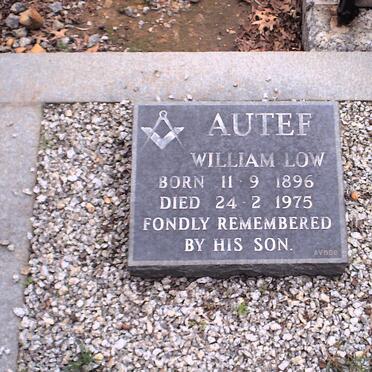 AUTEF
WILLIAM LOW
BORN 11·9 1896
DIED 24·2 1975
FONDLY REMEMBERED
BY HIS SON.